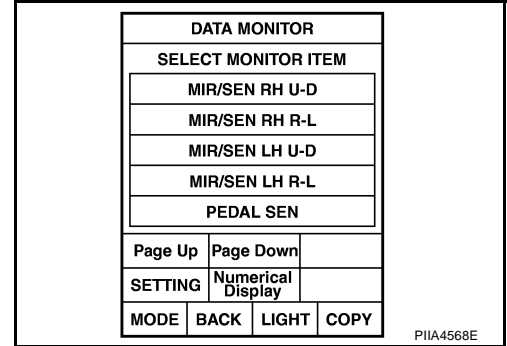 DATA MONITOR
SELECT MONITOR ITEM
MIR/SEN RH U-D
MIR/SEN RH R-L
MIR/SEN LH U-D
MIR/SEN LH R-L
PEDAL SEN
Page Up Page Down
SETTING Numerical
Display
MODE BACK LIGHT COPY
PIIA4568E